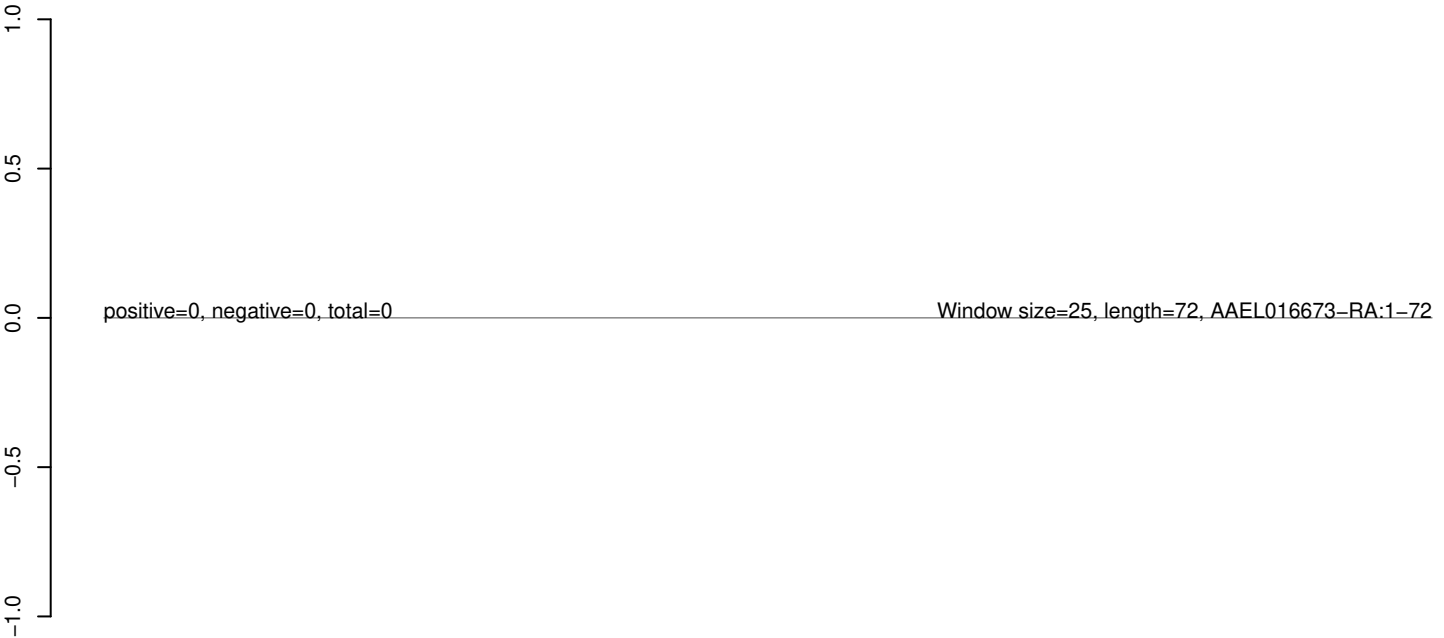 1.0
0.5
positive=0, negative=0, total=0
Window size=25, length=72, AAEL016673−RA:1−72
0.0
−0.5
−1.0